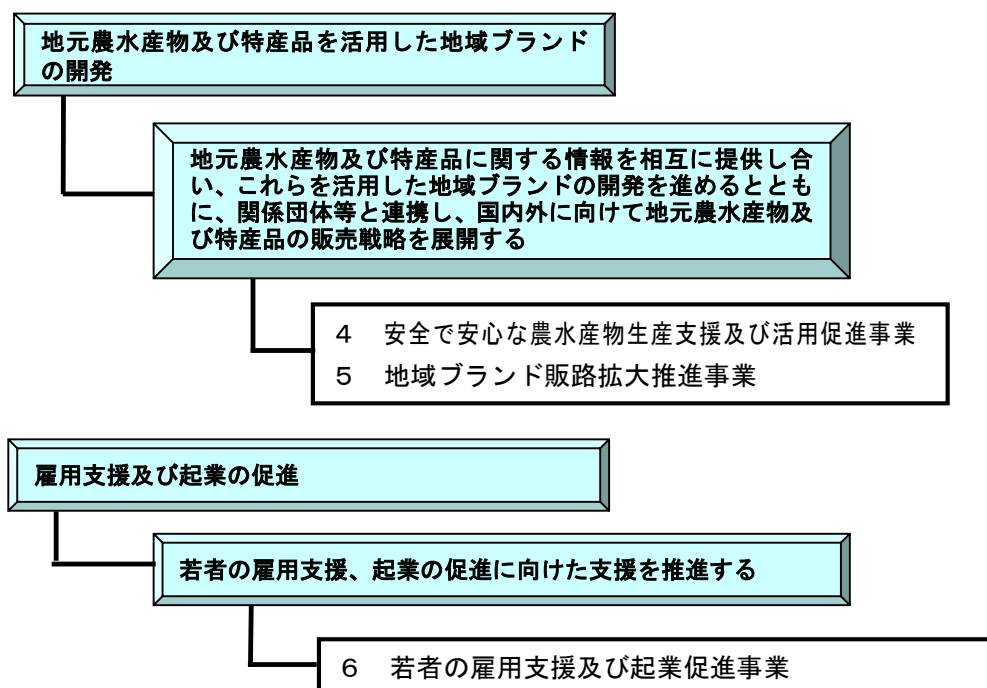 地元農水産物及び特産品を活用した地域ブランド
の開発
地元農水産物及び特産品に関する情報を相互に提供し合
い、これらを活用した地域ブランドの開発を進めるととも
に、関係団体等と連携し、国内外に向けて地元農水産物及
び特産品の販売戦略を展開する
４　安全で安心な農水産物生産支援及び活用促進事業
５　地域ブランド販路拡大推進事業
雇用支援及び起業の促進
若者の雇用支援、起業の促進に向けた支援を推進する
６　若者の雇用支援及び起業促進事業